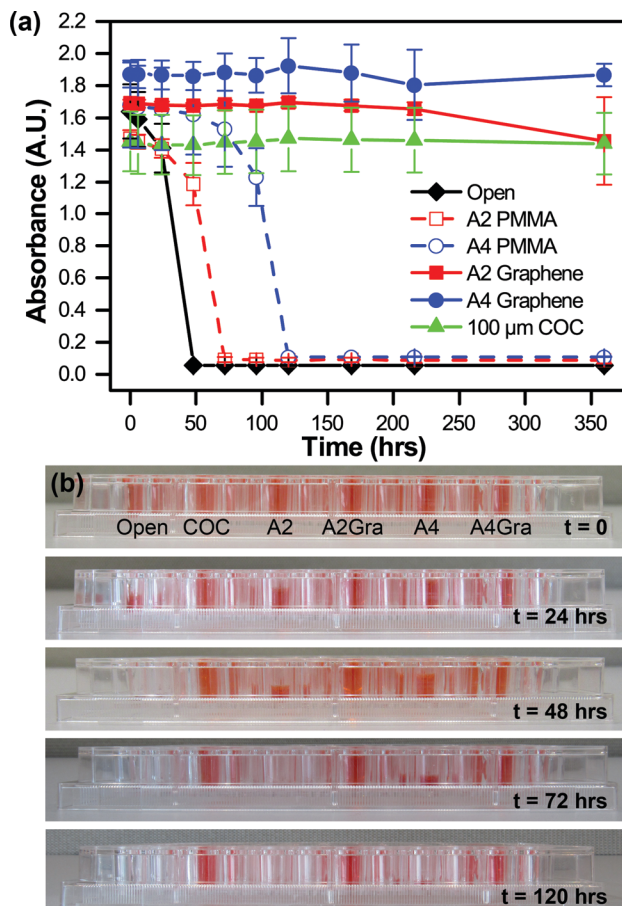 (a)
2.2
2.0
1.8
1.6
1.4
1.2
1.0
0.8
0.6
0.4
0.2
0.0
Absorbance (A.U.)
Open
A2 PMMA
A4 PMMA
A2 Graphene
A4 Graphene
100 µm COC
0 50 100 150 200 250 300 350
Time (hrs)
(b)
Open COC A2 A2Gra A4 A4Gra t = 0
t = 24 hrs
t = 48 hrs
t = 72 hrs
t = 120 hrs